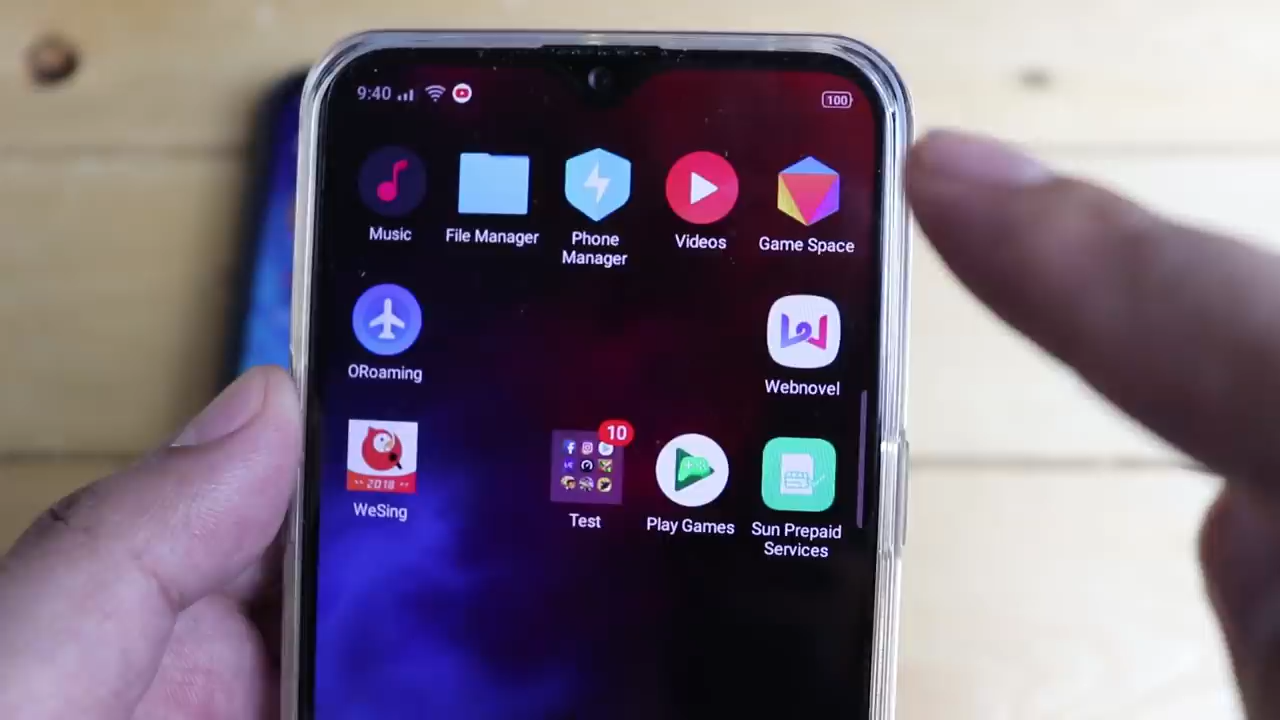 9:40
100
Music
File Manager
Phone
Manager
Videos
Game Space
ORoaming
Webnovel
2018
WeSing
10
Test
Play Games
Sun Prepaid
Services